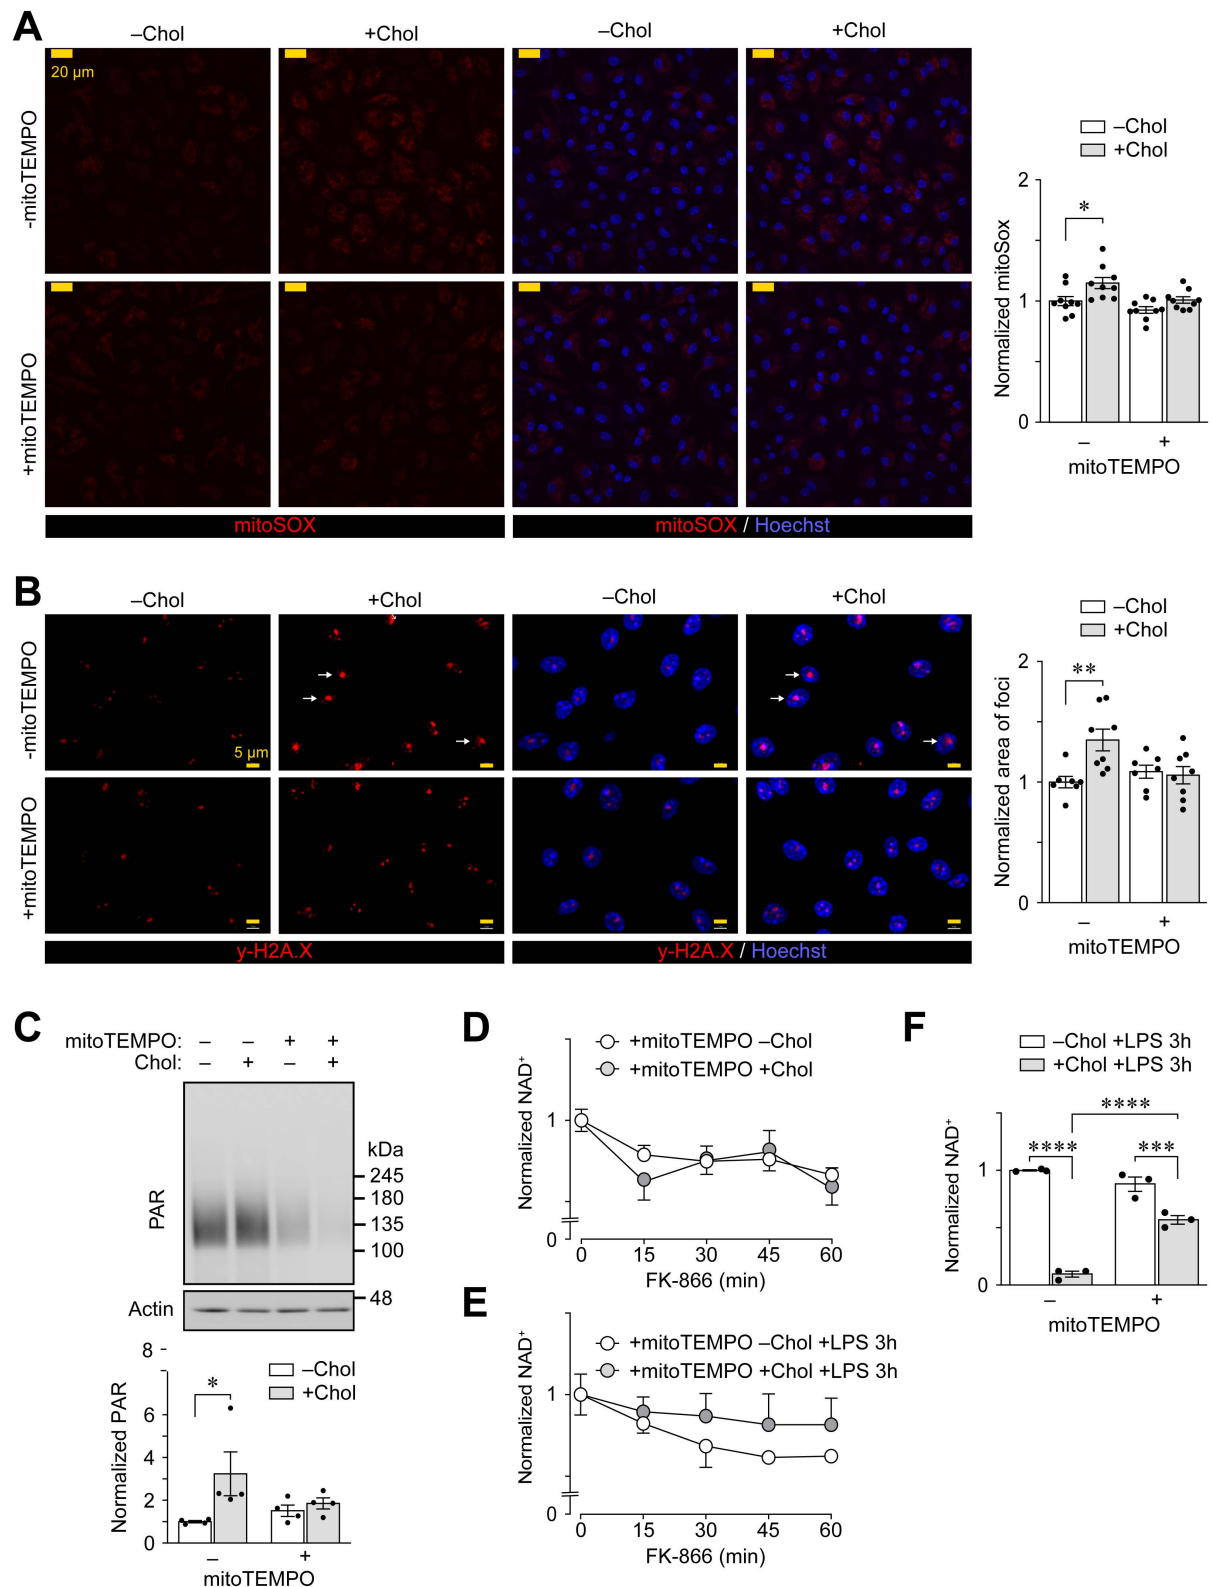 A
–Chol
+Chol
–Chol
+Chol
20 µm
-mitoTEMPO
+mitoTEMPO
mitoSOX
mitoSOX / Hoechst
–Chol
+Chol
Normalized mitoSox
2
1
0
*
– +
mitoTEMPO
B
–Chol
+Chol
–Chol
+Chol
-mitoTEMPO
5 µm
+mitoTEMPO
y-H2A.X
y-H2A.X / Hoechst
–Chol
+Chol
Normalized area of foci
2
1
0
**
– +
mitoTEMPO
C
mitoTEMPO: – – + +
Chol: – + – +
PAR
kDa
245
180
135
100
48
Actin
–Chol
+Chol
Normalized PAR
8
6
4
2
0
*
– +
mitoTEMPO
D
+mitoTEMPO –Chol
+mitoTEMPO +Chol
Normalized NAD+
1
0
0 15 30 45 60
FK-866 (min)
E
+mitoTEMPO –Chol +LPS 3h
+mitoTEMPO +Chol +LPS 3h
Normalized NAD+
1
0
0 15 30 45 60
FK-866 (min)
F
–Chol +LPS 3h
+Chol +LPS 3h
Normalized NAD+
1
0
****
**** ***
– +
mitoTEMPO